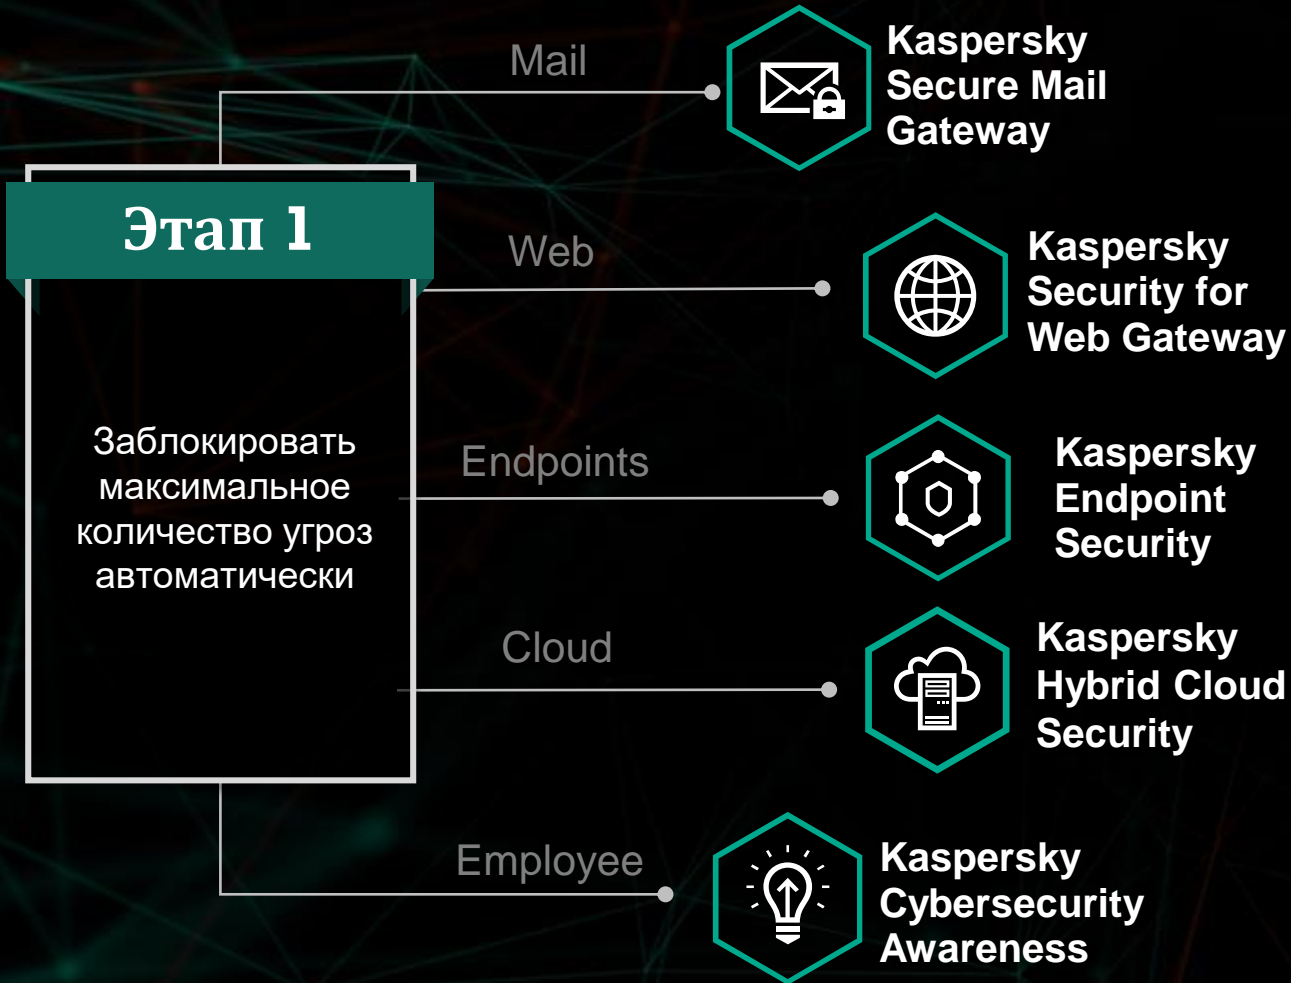 Mail
Kaspersky
Secure Mail
Gateway
Этап 1
Web
Kaspersky
Security for
Web Gateway
Заблокировать
максимальное
количество угроз
автоматически
Endpoints
Kaspersky
Endpoint
Security
Cloud
Kaspersky
Hybrid Cloud
Security
Employee
Kaspersky
Cybersecurity
Awareness